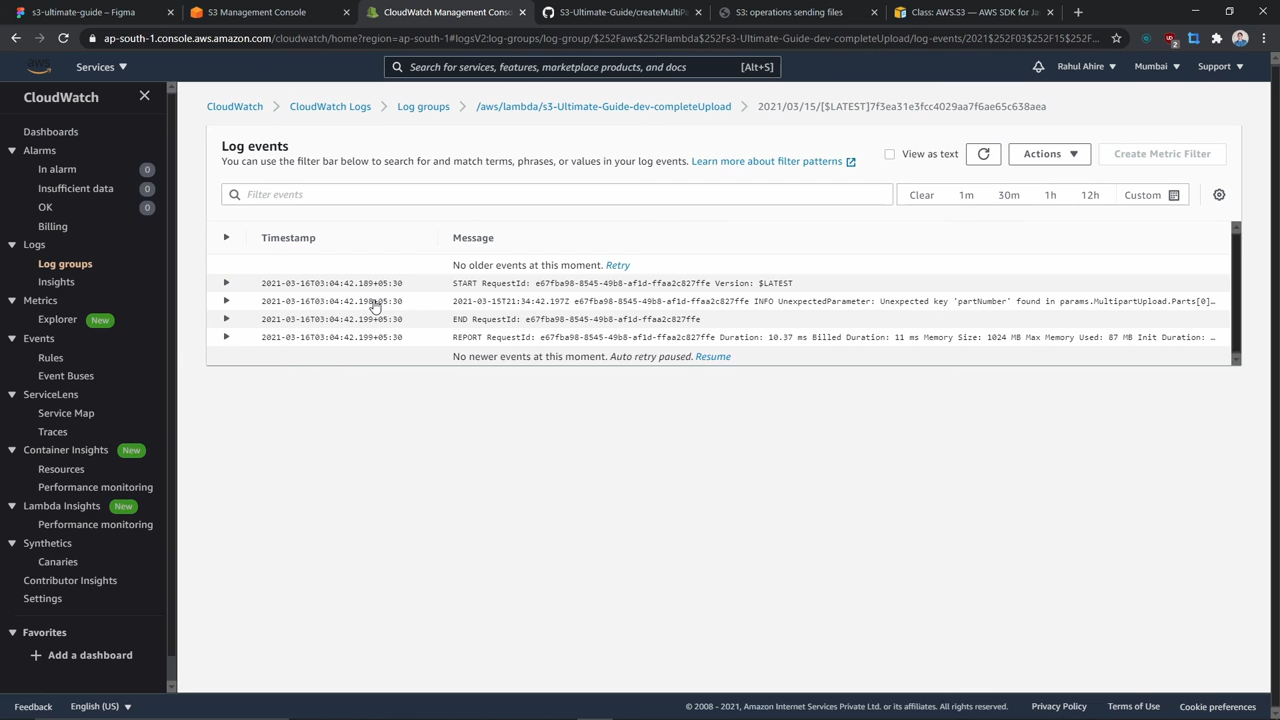 s3-ultimate-guide – Figma
S3 Management Console
CloudWatch Management Cons
S3-Ultimate-Guide/createMultiPa
S3: operations sending files
Class: AWS.S3 — AWS SDK for Ja
ap-south-1.console.aws.amazon.com/cloudwatch/home?region=ap-south-1#logsV2:log-groups/log-group/$252Faws$252Flambda$252Fs3-Ultimate-Guide-dev-completeUpload/log-events/2021$252F03$252F15$252F...
aws
Services
Search for services, features, marketplace products, and docs
[Alt+S]
Rahul Ahire
Mumbai
Support
CloudWatch
Dashboards
Alarms
In alarm 0
Insufficient data 0
OK 0
Billing
Logs
Log groups
Insights
Metrics
Explorer New
Events
Rules
Event Buses
ServiceLens
Service Map
Traces
Container Insights New
Resources
Performance monitoring
Lambda Insights New
Performance monitoring
Synthetics
Canaries
Contributor Insights
Settings
Favorites
Add a dashboard
CloudWatch
CloudWatch Logs
Log groups
/aws/lambda/s3-Ultimate-Guide-dev-completeUpload
2021/03/15/[$LATEST]7f3ea31e3fcc4029aa7f6ae65c638aea
Log events
You can use the filter bar below to search for and match terms, phrases, or values in your log events. Learn more about filter patterns
View as text
Actions
Create Metric Filter
Filter events
Clear 1m 30m 1h 12h Custom
Timestamp Message
No older events at this moment. Retry
2021-03-16T03:04:42.189+05:30 START RequestId: e67fba98-8545-49b8-af1d-ffaa2c827ffe Version: $LATEST
2021-03-16T03:04:42.198+05:30 2021-03-15T21:34:42.197Z e67fba98-8545-49b8-af1d-ffaa2c827ffe INFO UnexpectedParameter: Unexpected key 'partNumber' found in params.MultipartUpload.Parts[0]…
2021-03-16T03:04:42.199+05:30 END RequestId: e67fba98-8545-49b8-af1d-ffaa2c827ffe
2021-03-16T03:04:42.199+05:30 REPORT RequestId: e67fba98-8545-49b8-af1d-ffaa2c827ffe Duration: 10.37 ms Billed Duration: 11 ms Memory Size: 1024 MB Max Memory Used: 87 MB Init Duration: …
No newer events at this moment. Auto retry paused. Resume
Feedback
English (US)
© 2008 - 2021, Amazon Internet Services Private Ltd. or its affiliates. All rights reserved.
Privacy Policy
Terms of Use
Cookie preferences